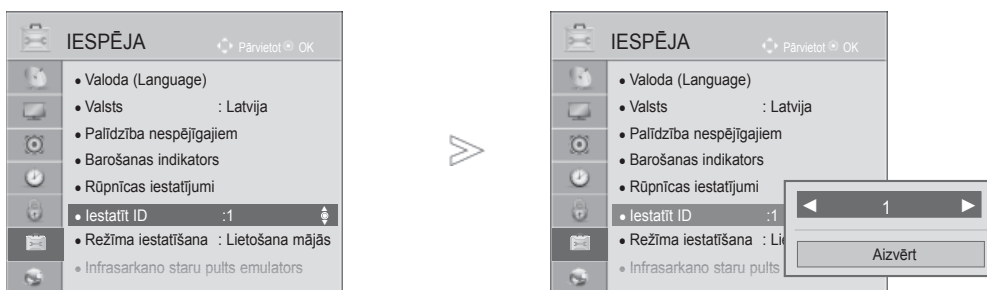 IESPĒJA Pārvietot OK
• Valoda (Language)
• Valsts : Latvija
• Palīdzība nespējīgajiem
• Barošanas indikators
• Rūpnīcas iestatījumi
• Iestatīt ID :1
• Režīma iestatīšana : Lietošana mājās
• Infrasarkano staru pults emulators
IESPĒJA Pārvietot OK
• Valoda (Language)
• Valsts : Latvija
• Palīdzība nespējīgajiem
• Barošanas indikators
• Rūpnīcas iestatījumi
• Iestatīt ID :1
• Režīma iestatīšana : Li
• Infrasarkano staru pults
◄ 1 ►
Aizvērt